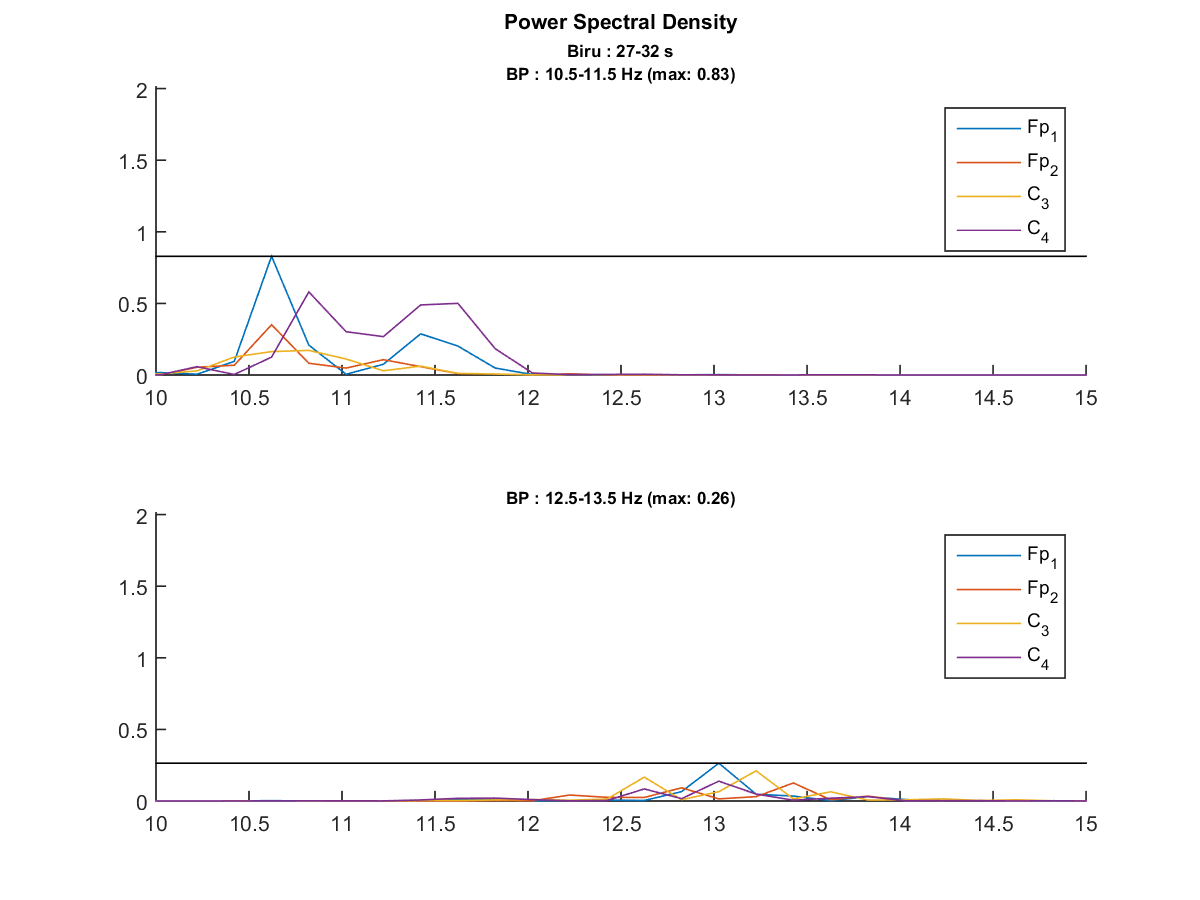 Power Spectral Density
Biru : 27-32 s
BP : 10.5-11.5 Hz (max: 0.83)
2
1.5
1
0.5
0
10 10.5 11 11.5 12 12.5 13 13.5 14 14.5 15
Fp1
Fp2
C3
C4
BP : 12.5-13.5 Hz (max: 0.26)
2
1.5
1
0.5
0
10 10.5 11 11.5 12 12.5 13 13.5 14 14.5 15
Fp1
Fp2
C3
C4